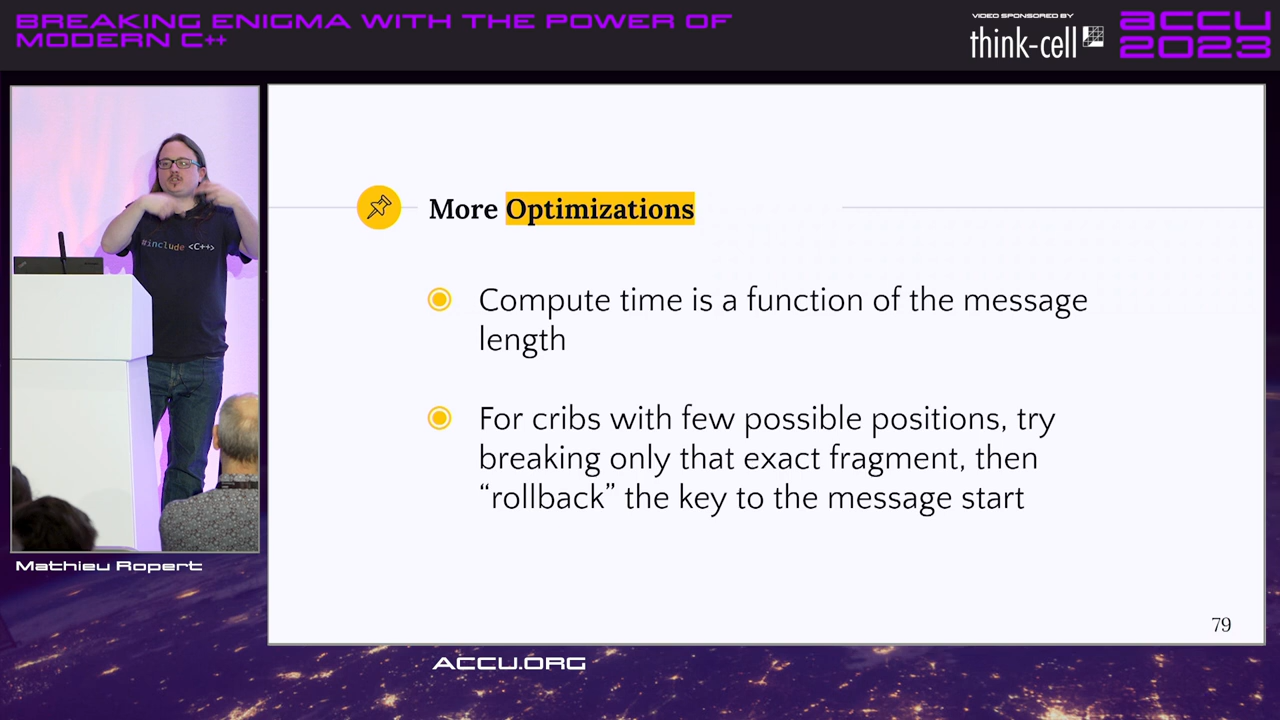 BREAKING ENIGMA WITH THE POWER OF
MODERN C++
VIDEO SPONSORED BY
think-cell
accu
2023
#include <C++>
More Optimizations
Compute time is a function of the message
length
For cribs with few possible positions, try
breaking only that exact fragment, then
“rollback” the key to the message start
79
Mathieu Ropert
ACCU.ORG